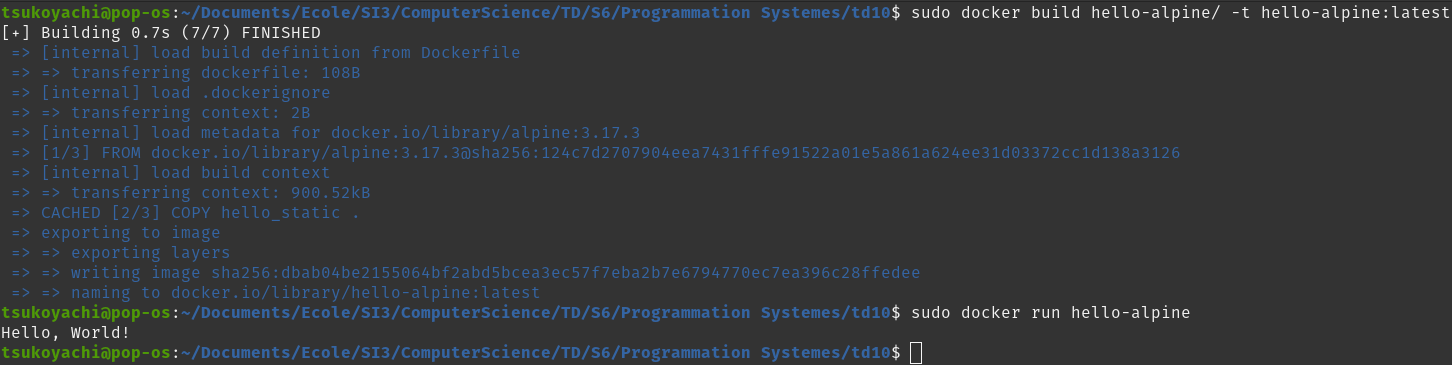 tsukoyachi@pop-os:~/Documents/Ecole/SI3/ComputerScience/TD/S6/Programmation Systemes/td10$ sudo docker build hello-alpine/ -t hello-alpine:latest
[+] Building 0.7s (7/7) FINISHED
=> [internal] load build definition from Dockerfile
=> => transferring dockerfile: 108B
=> [internal] load .dockerignore
=> => transferring context: 2B
=> [internal] load metadata for docker.io/library/alpine:3.17.3
=> [1/3] FROM docker.io/library/alpine:3.17.3@sha256:124c7d2707904eea7431fffe91522a01e5a861a624ee31d03372cc1d138a3126
=> [internal] load build context
=> => transferring context: 900.52kB
=> CACHED [2/3] COPY hello_static .
=> exporting to image
=> => exporting layers
=> => writing image sha256:dbab04be2155064bf2abd5bcea3ec57f7eba2b7e6794770ec7ea396c28ffedee
=> => naming to docker.io/library/hello-alpine:latest
tsukoyachi@pop-os:~/Documents/Ecole/SI3/ComputerScience/TD/S6/Programmation Systemes/td10$ sudo docker run hello-alpine
Hello, World!
tsukoyachi@pop-os:~/Documents/Ecole/SI3/ComputerScience/TD/S6/Programmation Systemes/td10$